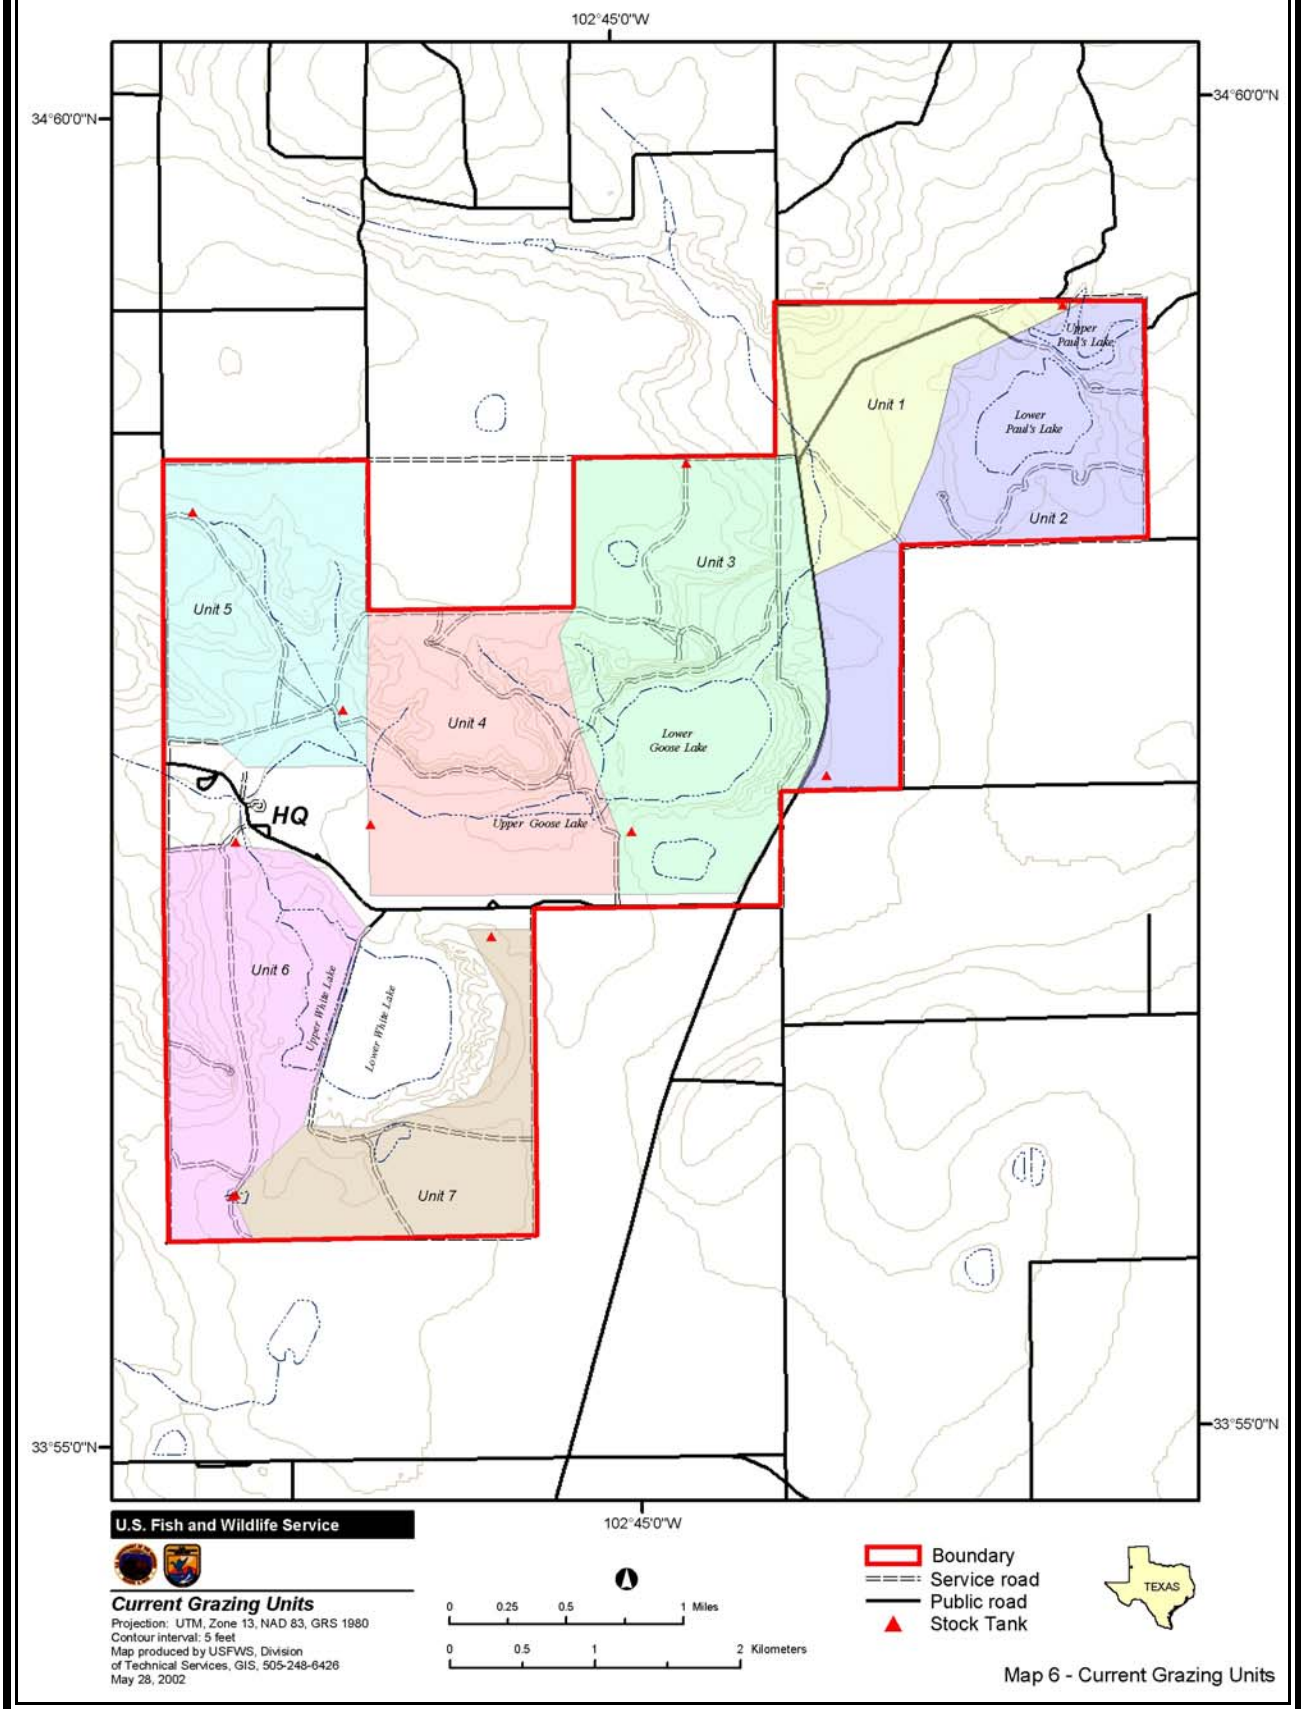 102°45'0"W
34°60'0"N
34°60'0"N
Upper
Paul's Lake
Unit 1
Lower
Paul's Lake
Unit 2
Unit 3
Unit 5
Unit 4
Lower
Goose Lake
HQ
Upper Goose Lake
Unit 6
Upper White Lake
Lower White Lake
Unit 7
33°55'0"N
33°55'0"N
102°45'0"W
U.S. Fish and Wildlife Service
Current Grazing Units
Projection: UTM, Zone 13, NAD 83, GRS 1980
Contour interval: 5 feet
Map produced by USFWS, Division
of Technical Services, GIS, 505-248-6426
May 28, 2002
0 0.25 0.5 1 Miles
0 0.5 1 2 Kilometers
Boundary
Service road
Public road
Stock Tank
TEXAS
Map 6 - Current Grazing Units